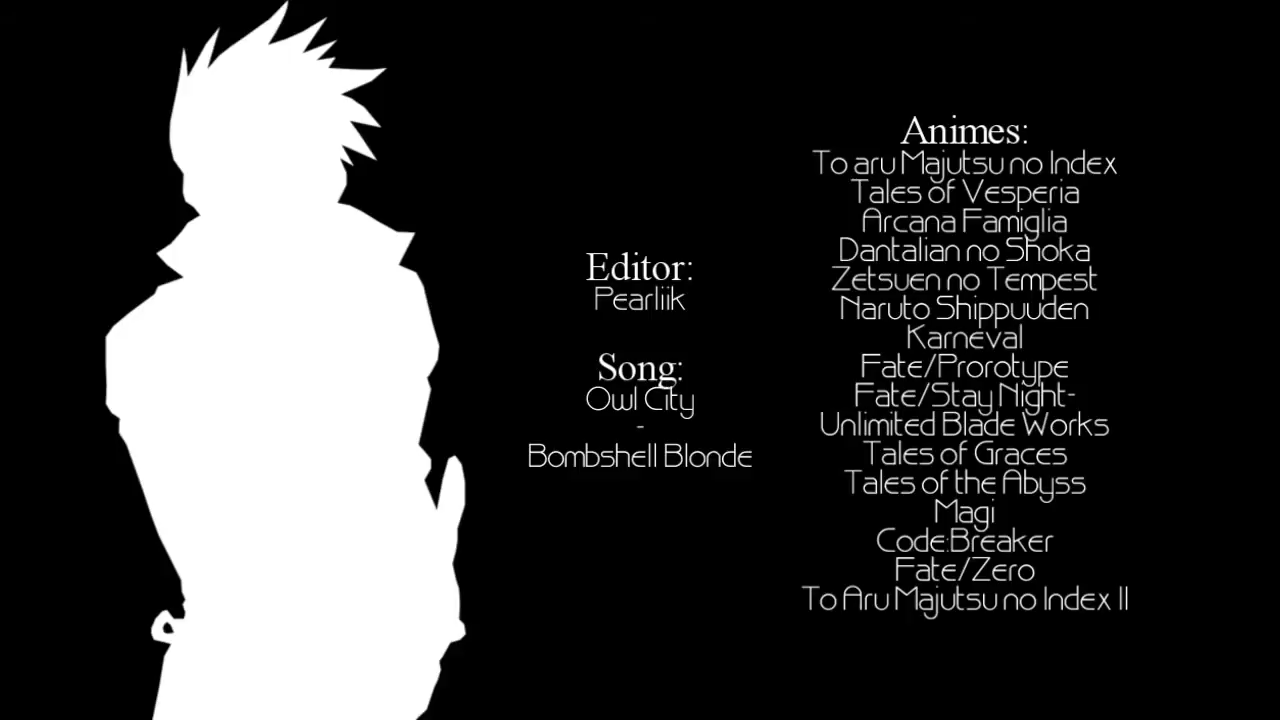 Editor:
Pearliik
Song:
Owl City
-
Bombshell Blonde
Animes:
To aru Majutsu no Index
Tales of Vesperia
Arcana Famiglia
Dantalian no Shoka
Zetsuen no Tempest
Naruto Shippuuden
Karneval
Fate/Prorotype
Fate/Stay Night-
Unlimited Blade Works
Tales of Graces
Tales of the Abyss
Magi
Code:Breaker
Fate/Zero
To Aru Majutsu no Index II